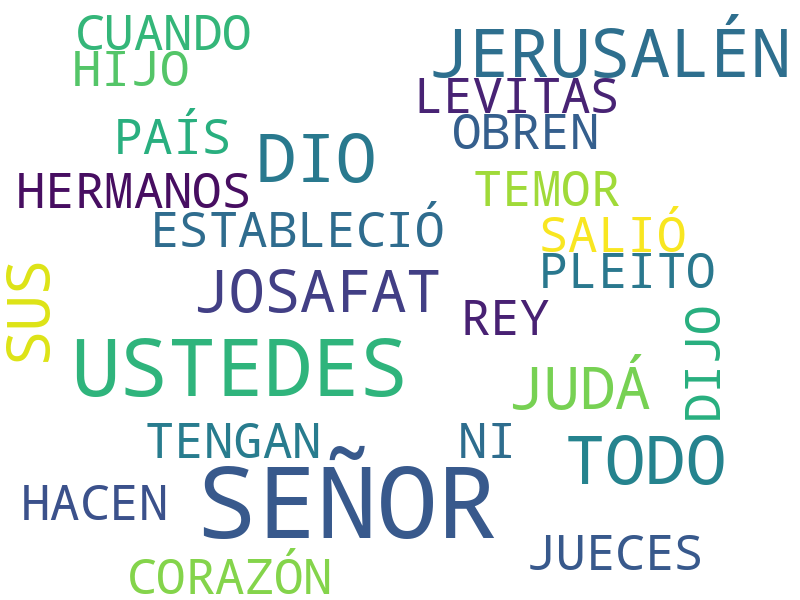 CUANDO
JERUSALÉN
HIJO
LEVITAS
PAÍS
DIO
OBREN
HERMANOS
TEMOR
ESTABLECIÓ
SALIÓ
SUS
JOSAFAT
PLEITO
REY
DIJO
USTEDES
JUDÁ
TENGAN
NI
TODO
HACEN
SEÑOR
JUECES
CORAZÓN